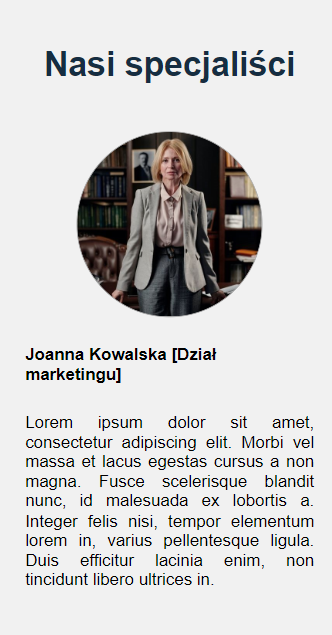 Nasi specjaliści
Joanna Kowalska [Dział
marketingu]
Lorem ipsum dolor sit amet,
consectetur adipiscing elit. Morbi vel
massa et lacus egestas cursus a non
magna. Fusce scelerisque blandit
nunc, id malesuada ex lobortis a.
Integer felis nisi, tempor elementum
lorem in, varius pellentesque ligula.
Duis efficitur lacinia enim, non
tincidunt libero ultrices in.